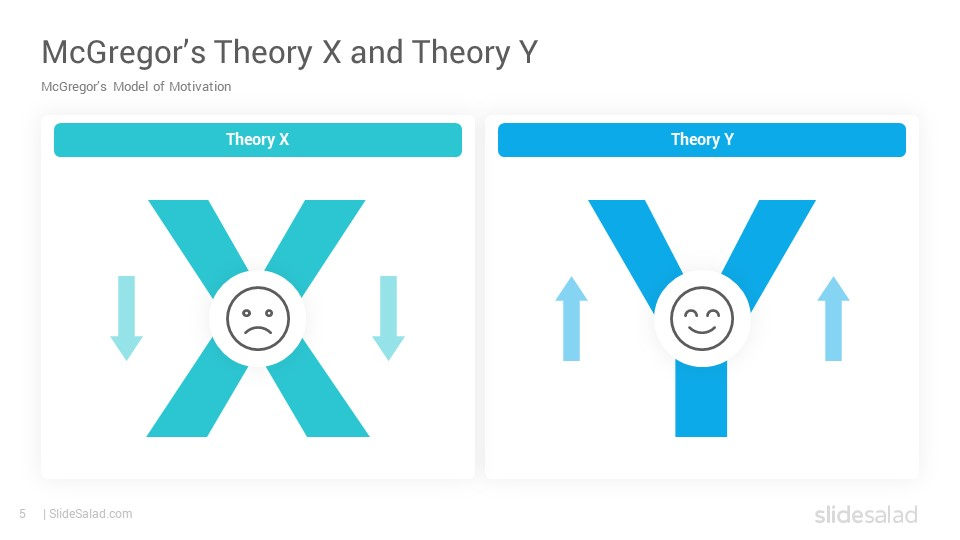 McGregor’s Theory X and Theory Y
McGregor’s Model of Motivation
Theory X
Theory Y
X
Y
5 | SlideSalad.com
slidesalad